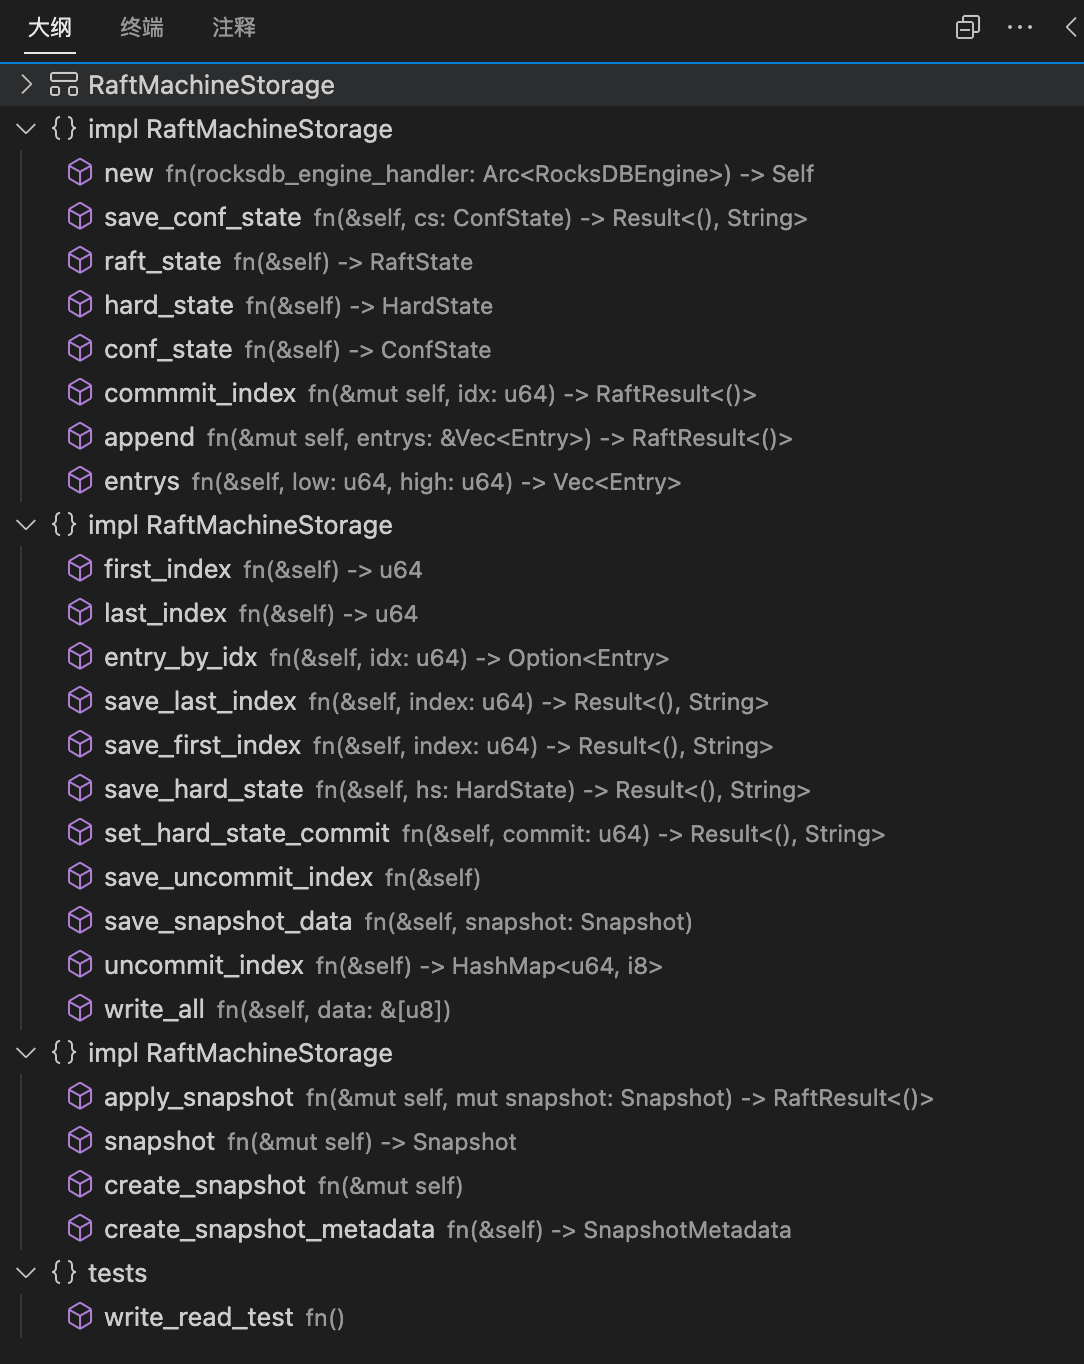 大纲 终端 注释
RaftMachineStorage
{} impl RaftMachineStorage
new fn(rocksdb_engine_handler: Arc<RocksDBEngine>) -> Self
save_conf_state fn(&self, cs: ConfState) -> Result<(), String>
raft_state fn(&self) -> RaftState
hard_state fn(&self) -> HardState
conf_state fn(&self) -> ConfState
commmit_index fn(&mut self, idx: u64) -> RaftResult<()>
append fn(&mut self, entrys: &Vec<Entry>) -> RaftResult<()>
entrys fn(&self, low: u64, high: u64) -> Vec<Entry>
{} impl RaftMachineStorage
first_index fn(&self) -> u64
last_index fn(&self) -> u64
entry_by_idx fn(&self, idx: u64) -> Option<Entry>
save_last_index fn(&self, index: u64) -> Result<(), String>
save_first_index fn(&self, index: u64) -> Result<(), String>
save_hard_state fn(&self, hs: HardState) -> Result<(), String>
set_hard_state_commit fn(&self, commit: u64) -> Result<(), String>
save_uncommit_index fn(&self)
save_snapshot_data fn(&self, snapshot: Snapshot)
uncommit_index fn(&self) -> HashMap<u64, i8>
write_all fn(&self, data: &[u8])
{} impl RaftMachineStorage
apply_snapshot fn(&mut self, mut snapshot: Snapshot) -> RaftResult<()>
snapshot fn(&mut self) -> Snapshot
create_snapshot fn(&mut self)
create_snapshot_metadata fn(&self) -> SnapshotMetadata
{} tests
write_read_test fn()